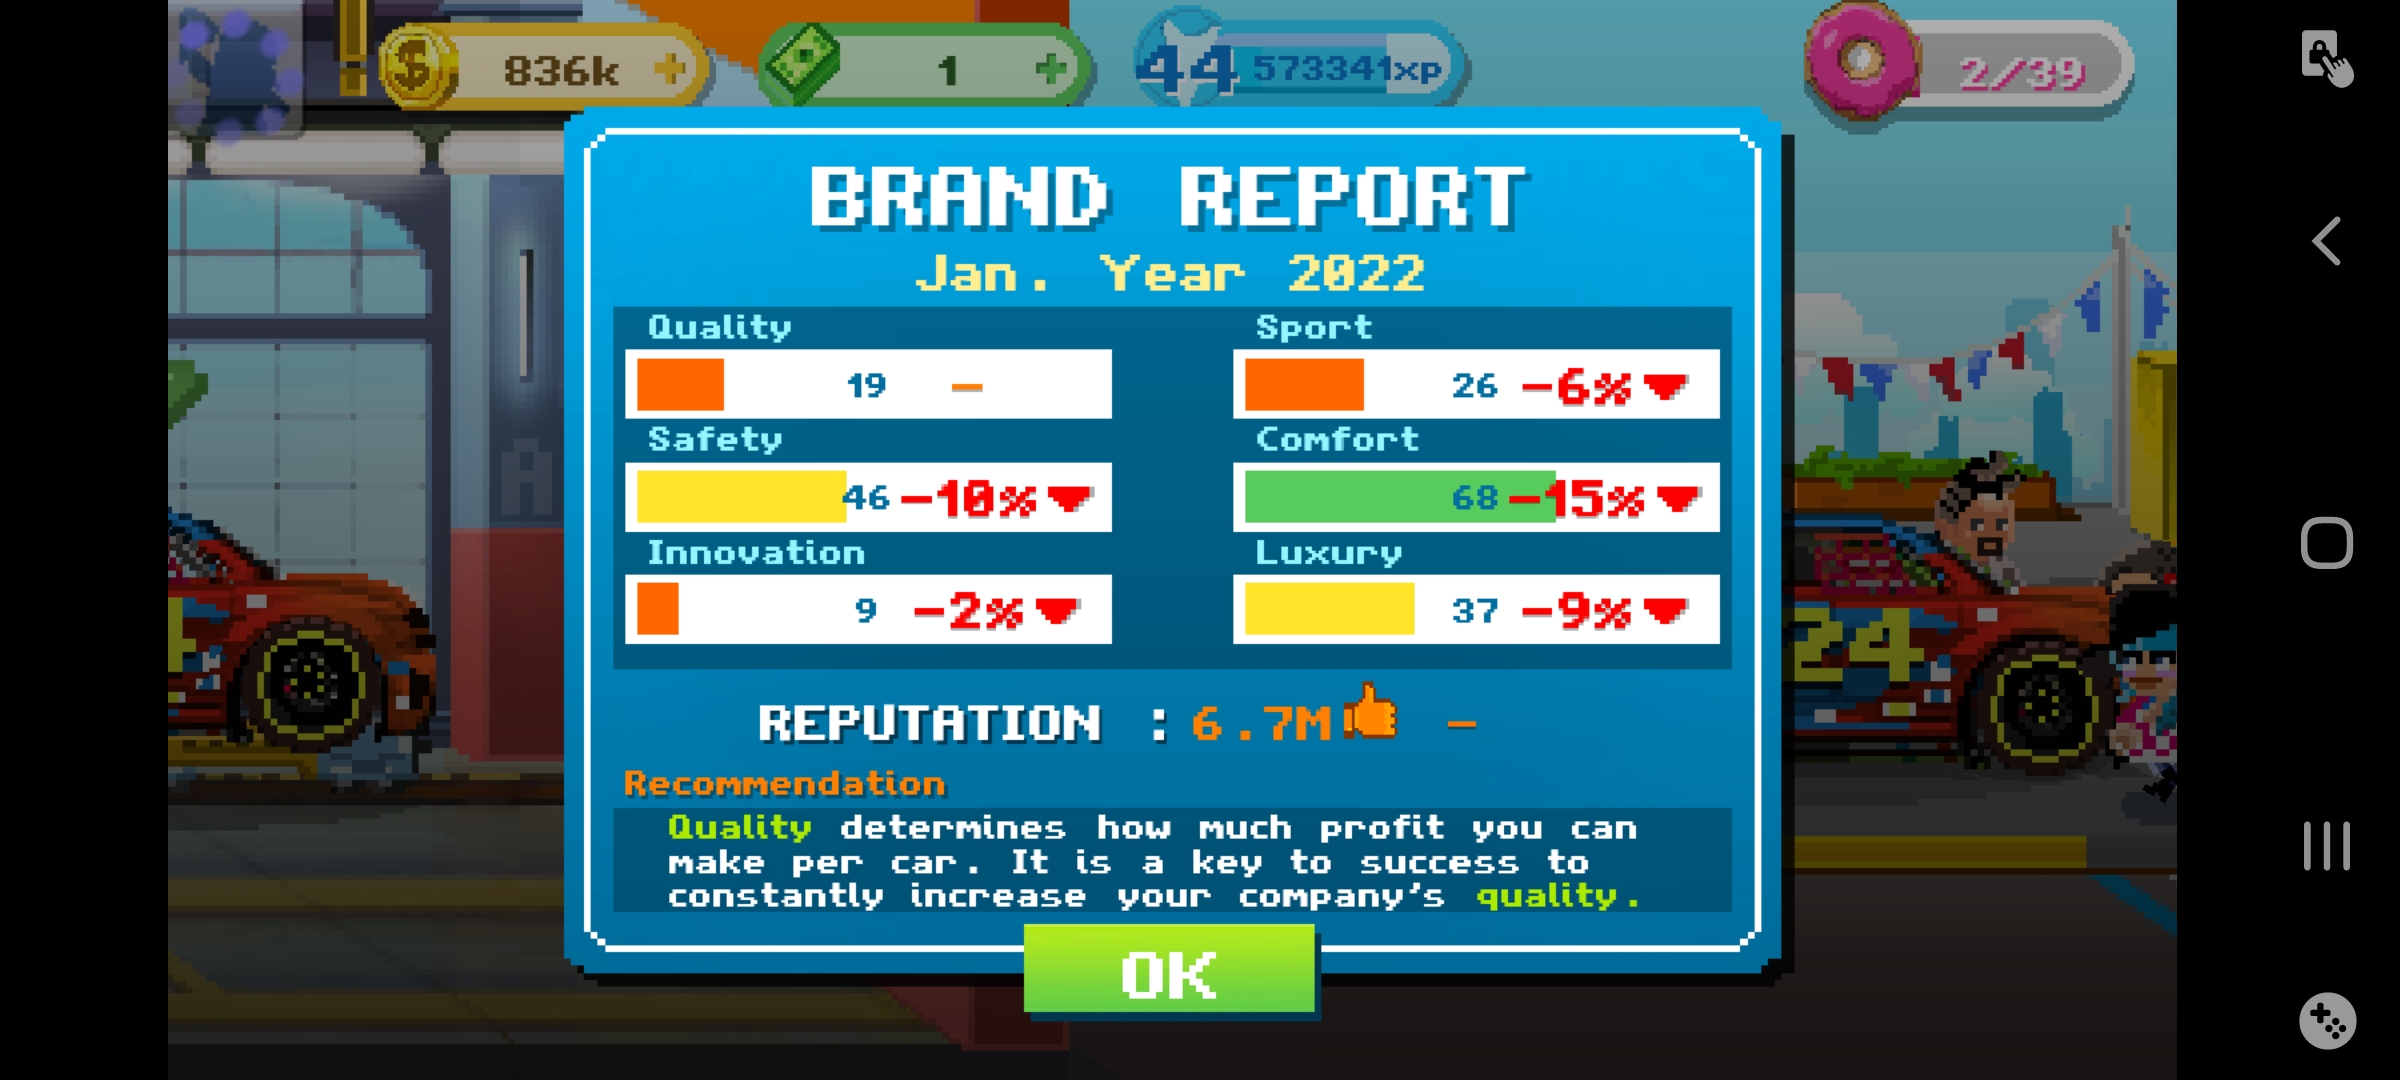 836k +
1 +
44 573341xp
2/39
BRAND REPORT
Jan. Year 2022
Quality
Sport
19 –
26 -6%
Safety
Comfort
46 -10%
68 -15%
Innovation
Luxury
9 -2%
37 -9%
REPUTATION : 6.7M –
Recommendation
Quality determines how much profit you can
make per car. It is a key to success to
constantly increase your company's quality.
OK
A
24